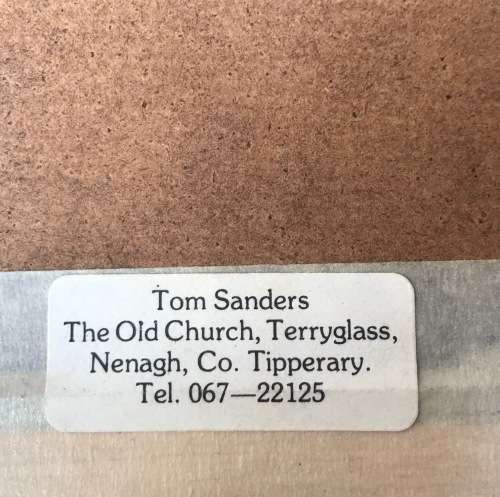 Tom Sanders
The Old Church, Terryglass,
Nenagh, Co. Tipperary.
Tel. 067—22125